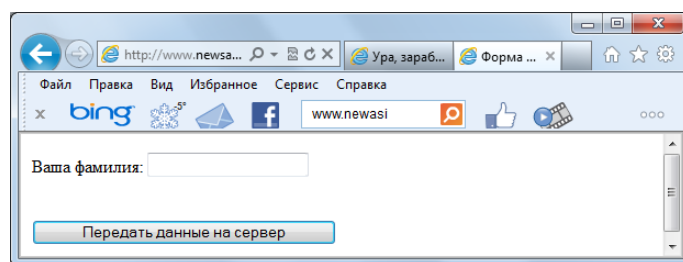 http://www.newsa... Ура, зараб... Форма ...
Файл Правка Вид Избранное Сервис Справка
x bing -5° f www.newasi
Ваша фамилия:
Передать данные на сервер